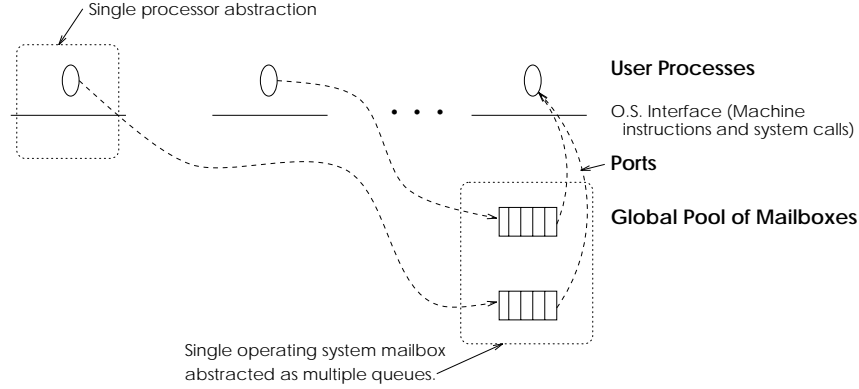 Single processor abstraction
User Processes
O.S. Interface (Machine
instructions and system calls)
Ports
Global Pool of Mailboxes
Single operating system mailbox
abstracted as multiple queues.